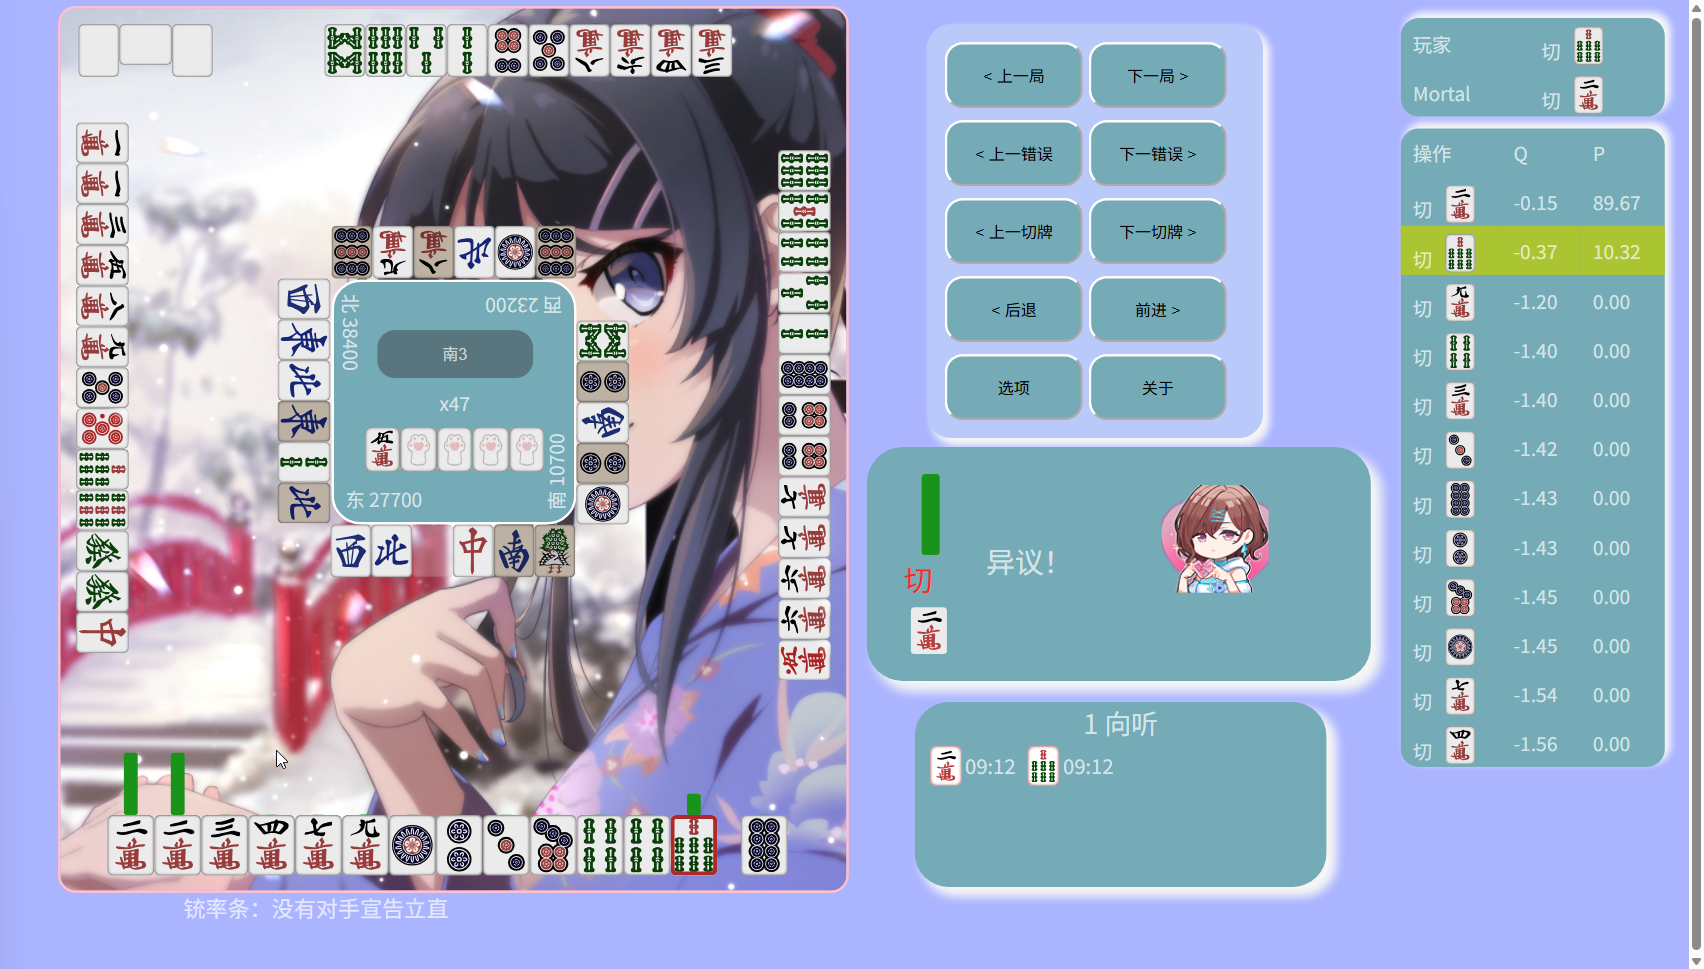 < 上一局
下一局 >
< 上一错误
下一错误 >
< 上一切牌
下一切牌 >
< 后退
前进 >
选项
关于
玩家 切
Mortal 切
操作 Q P
切 -0.15 89.67
切 -0.37 10.32
切 -1.20 0.00
切 -1.40 0.00
切 -1.40 0.00
切 -1.42 0.00
切 -1.43 0.00
切 -1.43 0.00
切 -1.45 0.00
切 -1.45 0.00
切 -1.54 0.00
切 -1.56 0.00
北 38400
西 23200
南3
x47
东 27700
南 10700
切
异议！
1 向听
09:12 09:12
铳率条：没有对手宣告立直